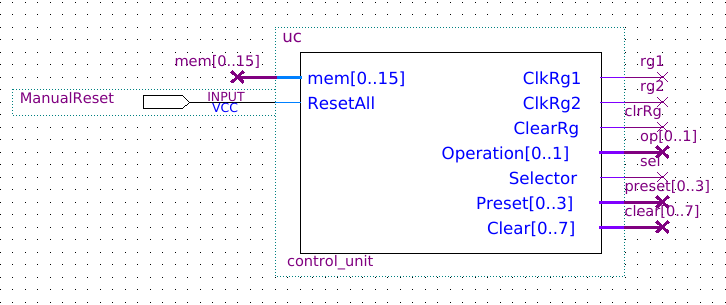 uc
mem[0..15]
mem[0..15]
ManualReset
INPUT
VCC
ResetAll
ClkRg1
rg1
ClkRg2
rg2
ClearRg
clrRg
Operation[0..1]
op[0..1]
Selector
sel
Preset[0..3]
preset[0..3]
Clear[0..7]
clear[0..7]
control_unit